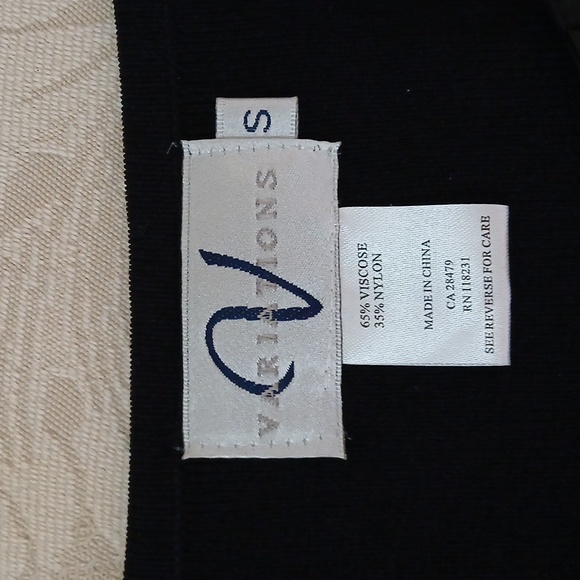 S
V
VARIATIONS
65% VISCOSE
35% NYLON
MADE IN CHINA
CA 28479
RN 118231
SEE REVERSE FOR CARE